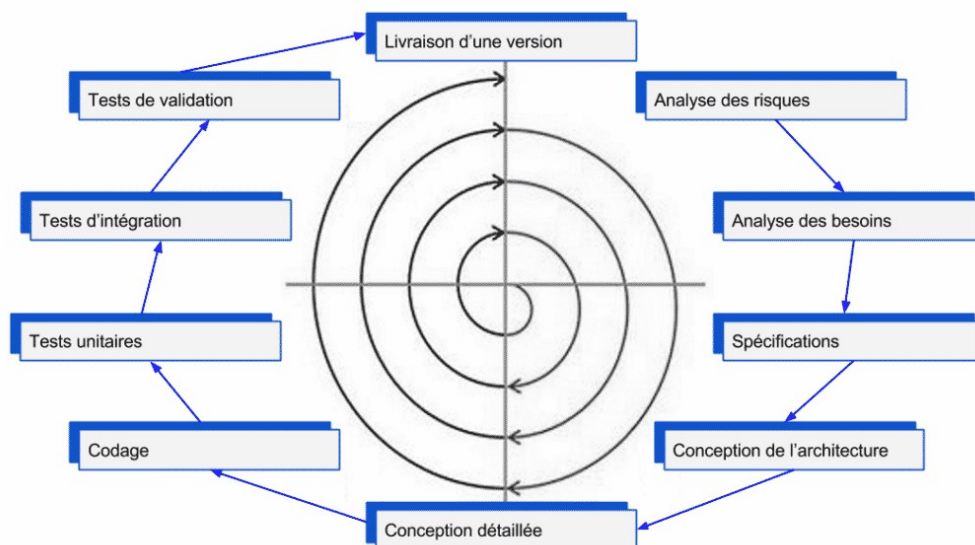 Livraison d’une version
Tests de validation
Analyse des risques
Tests d’intégration
Analyse des besoins
Tests unitaires
Spécifications
Codage
Conception de l’architecture
Conception détaillée